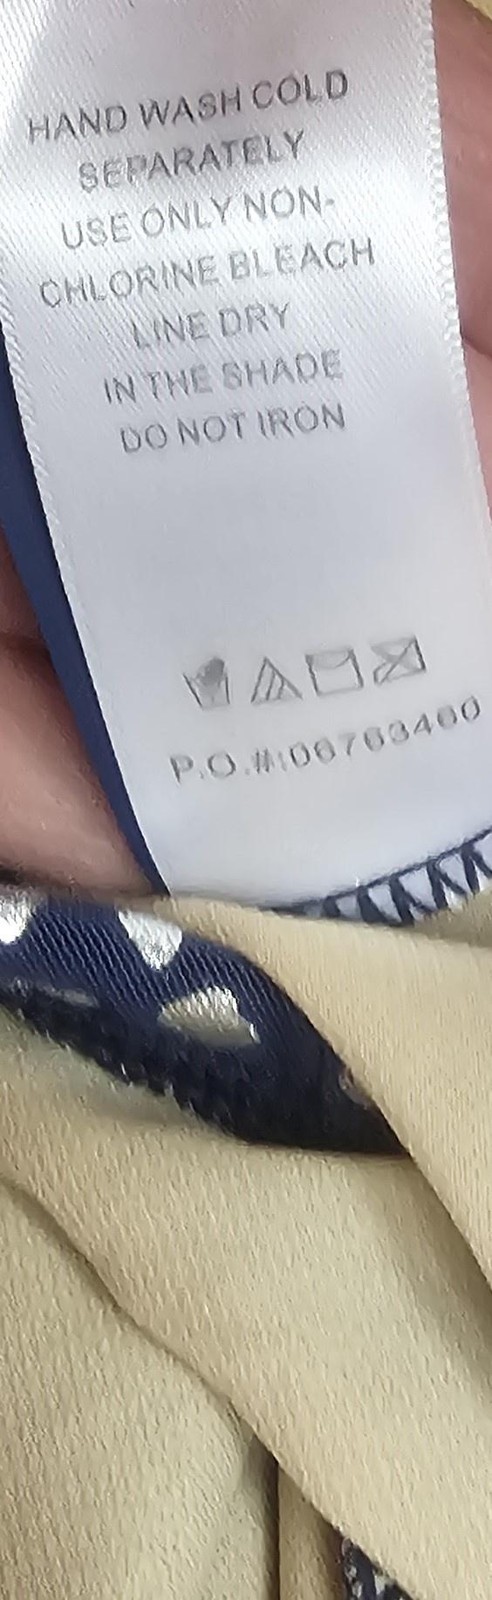 HAND WASH COLD
SEPARATELY
USE ONLY NON-
CHLORINE BLEACH
LINE DRY
IN THE SHADE
DO NOT IRON
P.O.#:06763460